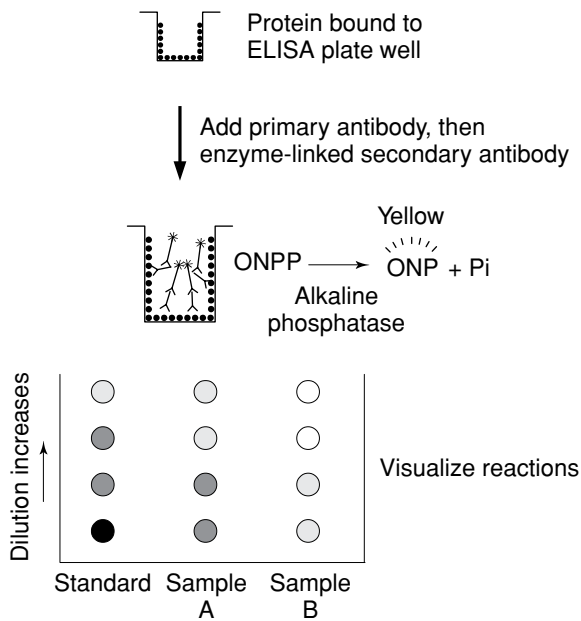 Protein bound to
ELISA plate well
Add primary antibody, then
enzyme-linked secondary antibody
Yellow
ONPP
ONP + Pi
Alkaline
phosphatase
Dilution increases
Visualize reactions
Standard
Sample
A
Sample
B